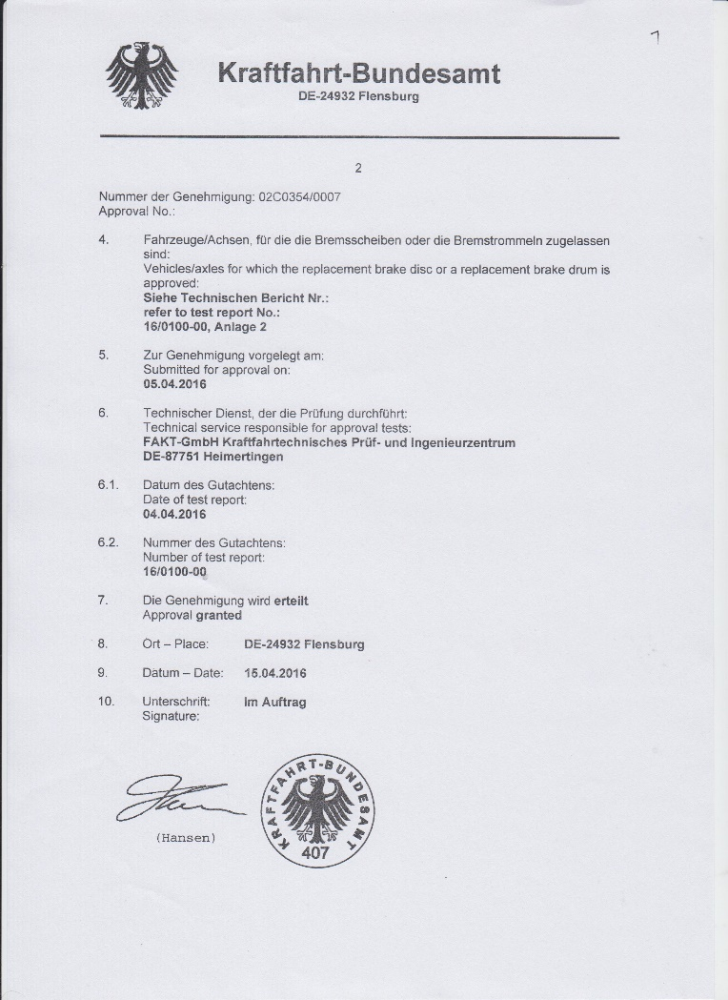 7
Kraftfahrt-Bundesamt
DE-24932 Flensburg
2
Nummer der Genehmigung: 02C0354/0007
Approval No.:
4. Fahrzeuge/Achsen, für die die Bremsscheiben oder die Bremstrommeln zugelassen
sind:
Vehicles/axles for which the replacement brake disc or a replacement brake drum is
approved:
Siehe Technischen Bericht Nr.:
refer to test report No.:
16/0100-00, Anlage 2
5. Zur Genehmigung vorgelegt am:
Submitted for approval on:
05.04.2016
6. Technischer Dienst, der die Prüfung durchführt:
Technical service responsible for approval tests:
FAKT-GmbH Kraftfahrtechnisches Prüf- und Ingenieurzentrum
DE-87751 Heimertingen
6.1. Datum des Gutachtens:
Date of test report:
04.04.2016
6.2. Nummer des Gutachtens:
Number of test report:
16/0100-00
7. Die Genehmigung wird erteilt
Approval granted
8. Ort – Place: DE-24932 Flensburg
9. Datum – Date: 15.04.2016
10. Unterschrift: Im Auftrag
Signature:
(Hansen)
KRAFTFAHRT-BUNDESAMT
407